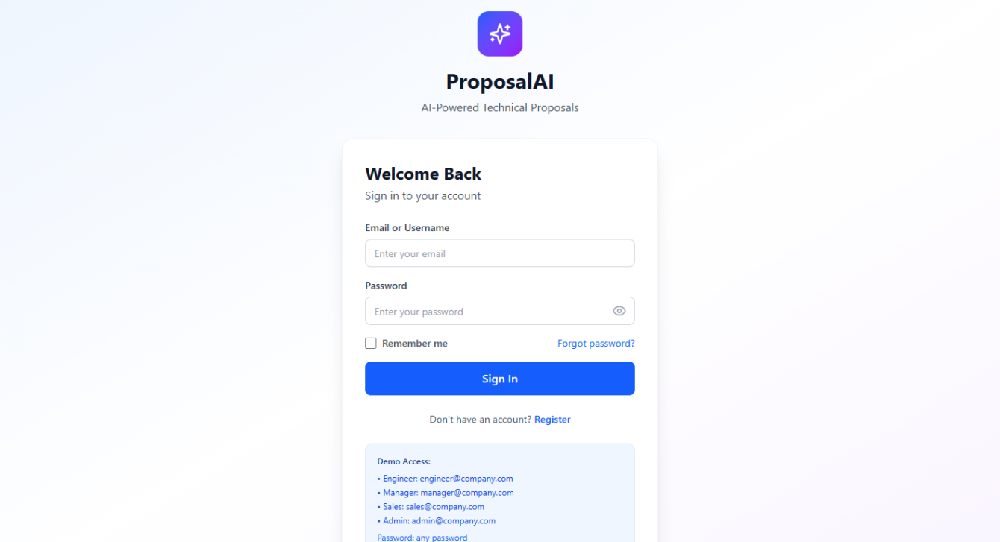 ProposalAI
AI-Powered Technical Proposals
Welcome Back
Sign in to your account
Email or Username
Enter your email
Password
Enter your password
Remember me Forgot password?
Sign In
Don't have an account? Register
Demo Access:
• Engineer: engineer@company.com
• Manager: manager@company.com
• Sales: sales@company.com
• Admin: admin@company.com
Password: any password